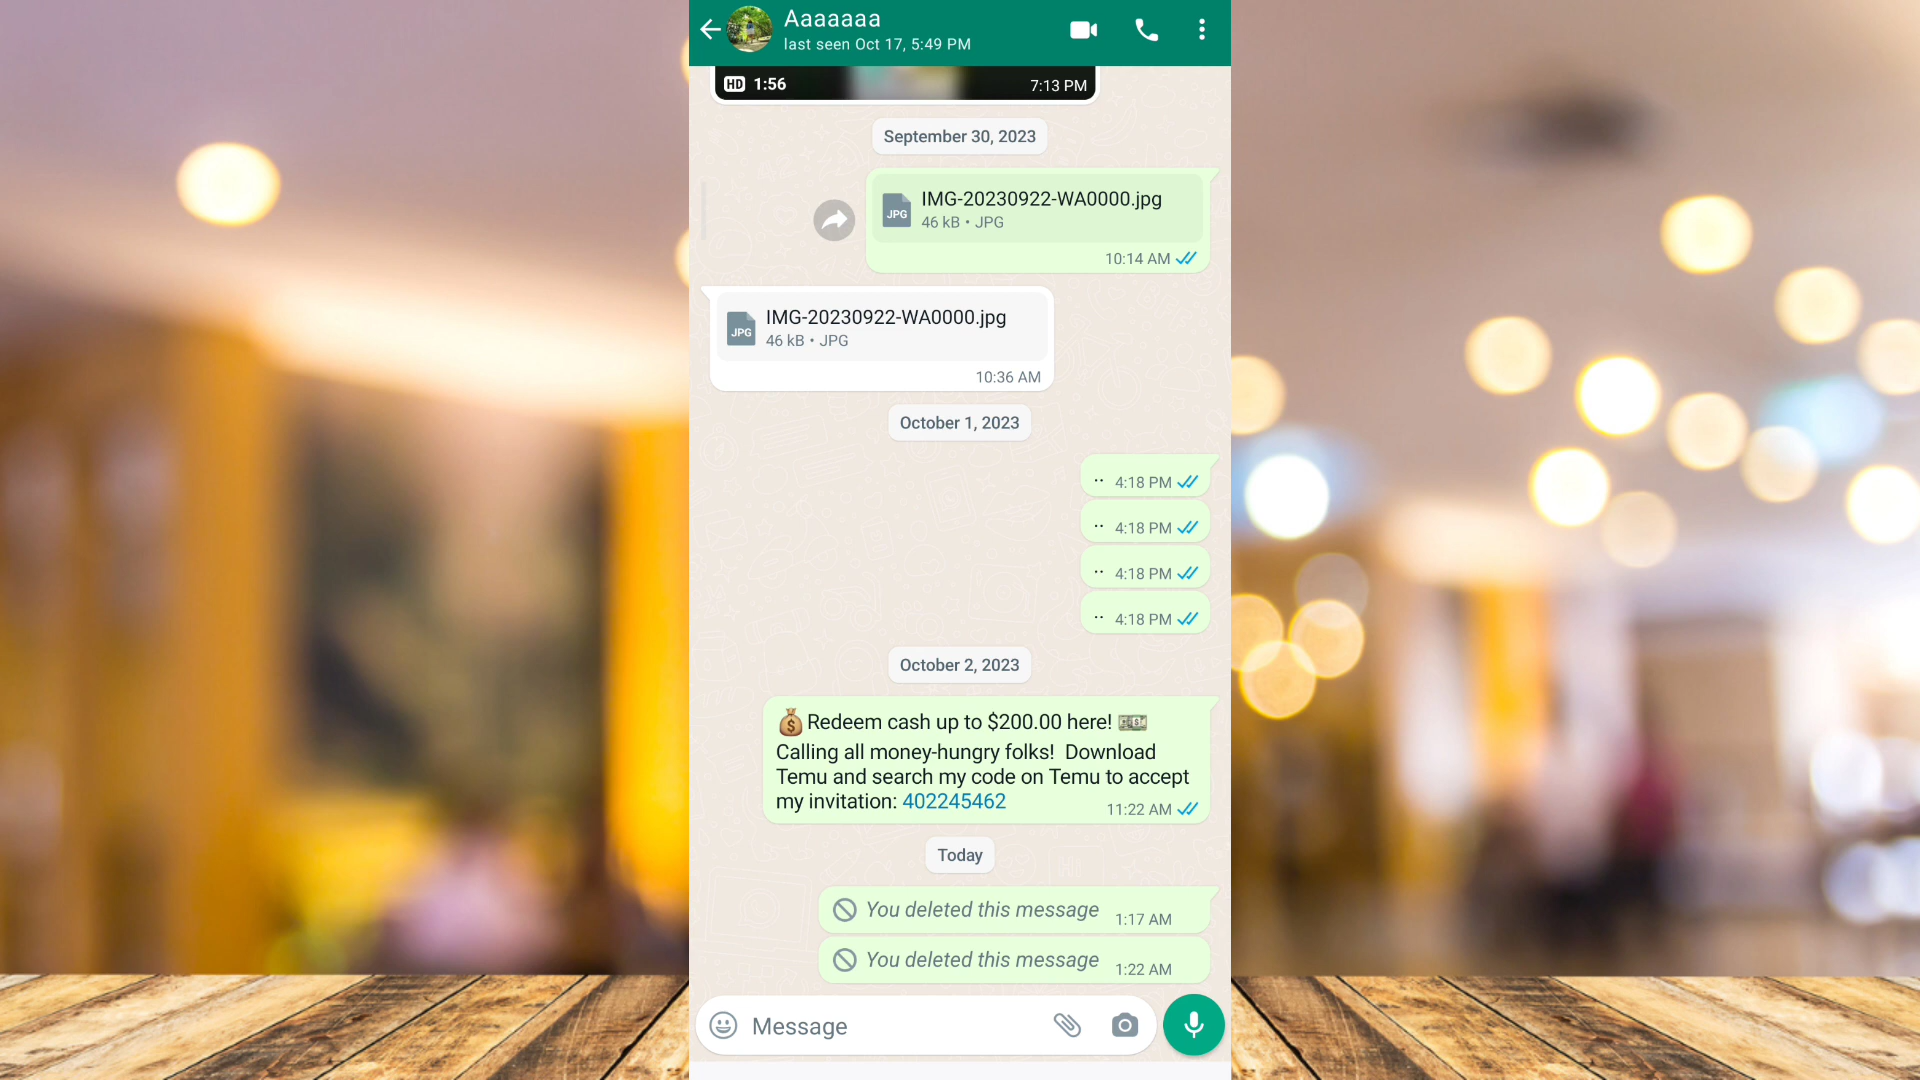 Aaaaaaa
last seen Oct 17, 5:49 PM
HD 1:56 7:13 PM
September 30, 2023
JPG IMG-20230922-WA0000.jpg
46 kB • JPG
10:14 AM
JPG IMG-20230922-WA0000.jpg
46 kB • JPG
10:36 AM
October 1, 2023
.. 4:18 PM
.. 4:18 PM
.. 4:18 PM
.. 4:18 PM
October 2, 2023
💰Redeem cash up to $200.00 here! 💵
Calling all money-hungry folks!  Download
Temu and search my code on Temu to accept
my invitation: 402245462 11:22 AM
Today
You deleted this message 1:17 AM
You deleted this message 1:22 AM
Message